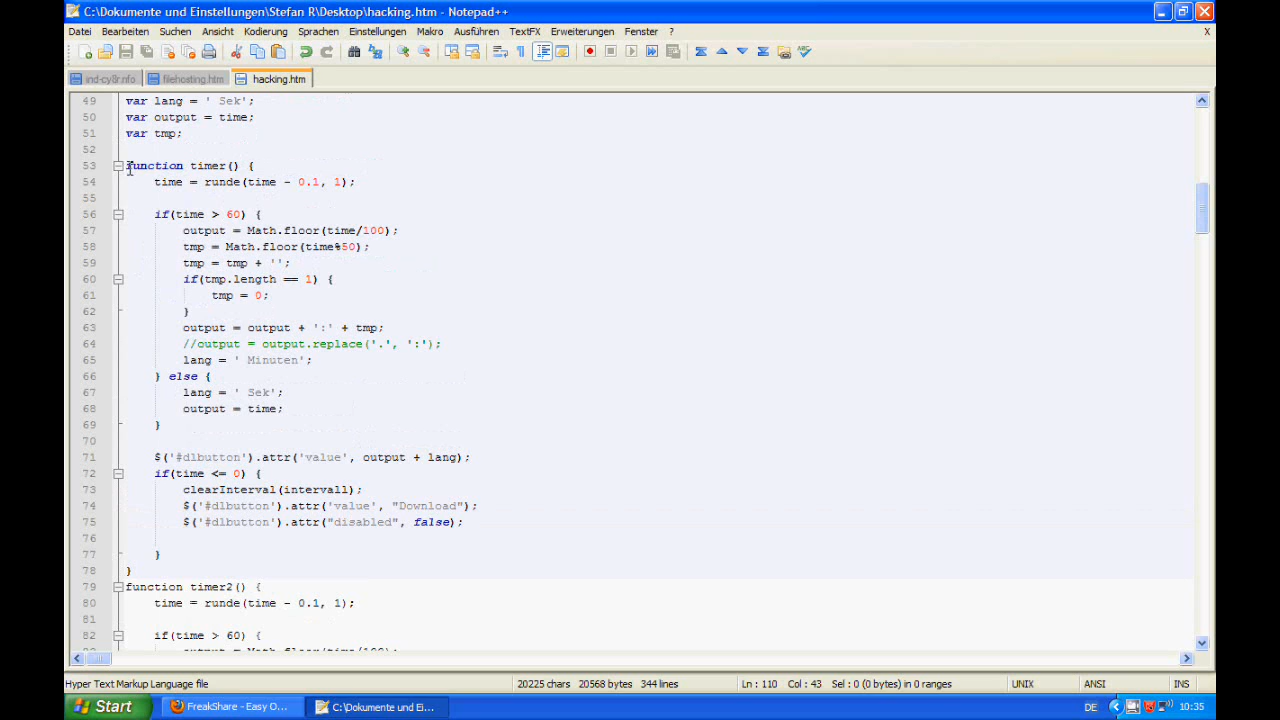 C:\Dokumente und Einstellungen\Stefan R\Desktop\hacking.htm - Notepad++
Datei Bearbeiten Suchen Ansicht Kodierung Sprachen Einstellungen Makro Ausführen TextFX Erweiterungen Fenster ? X
ind-cy8r.nfo filehosting.htm hacking.htm
49 var lang = ' Sek';
50 var output = time;
51 var tmp;
52
53 function timer() {
54 time = runde(time - 0.1, 1);
55
56 if(time > 60) {
57 output = Math.floor(time/100);
58 tmp = Math.floor(time%50);
59 tmp = tmp + '';
60 if(tmp.length == 1) {
61 tmp = 0;
62 }
63 output = output + ':' + tmp;
64 //output = output.replace('.', ':');
65 lang = ' Minuten';
66 } else {
67 lang = ' Sek';
68 output = time;
69 }
70
71 $('#dlbutton').attr('value', output + lang);
72 if(time <= 0) {
73 clearInterval(intervall);
74 $('#dlbutton').attr('value', "Download");
75 $('#dlbutton').attr("disabled", false);
76
77 }
78 }
79 function timer2() {
80 time = runde(time - 0.1, 1);
81
82 if(time > 60) {
output = Math.floor(time/100);
Hyper Text Markup Language file 20225 chars 20568 bytes 344 lines Ln : 110 Col : 43 Sel : 0 (0 bytes) in 0 ranges UNIX ANSI INS
Start FreakShare - Easy O... C:\Dokumente und Ei... DE 10:35